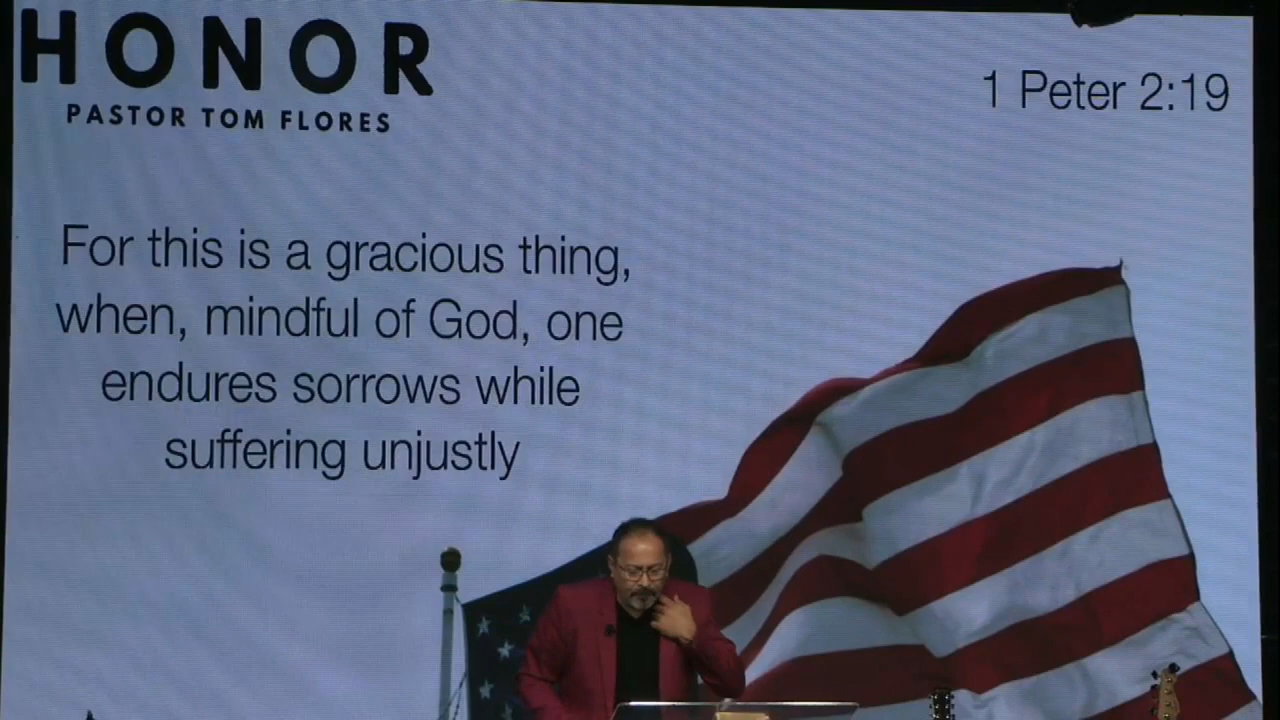 HONOR
PASTOR TOM FLORES
1 Peter 2:19
For this is a gracious thing,
when, mindful of God, one
endures sorrows while
suffering unjustly